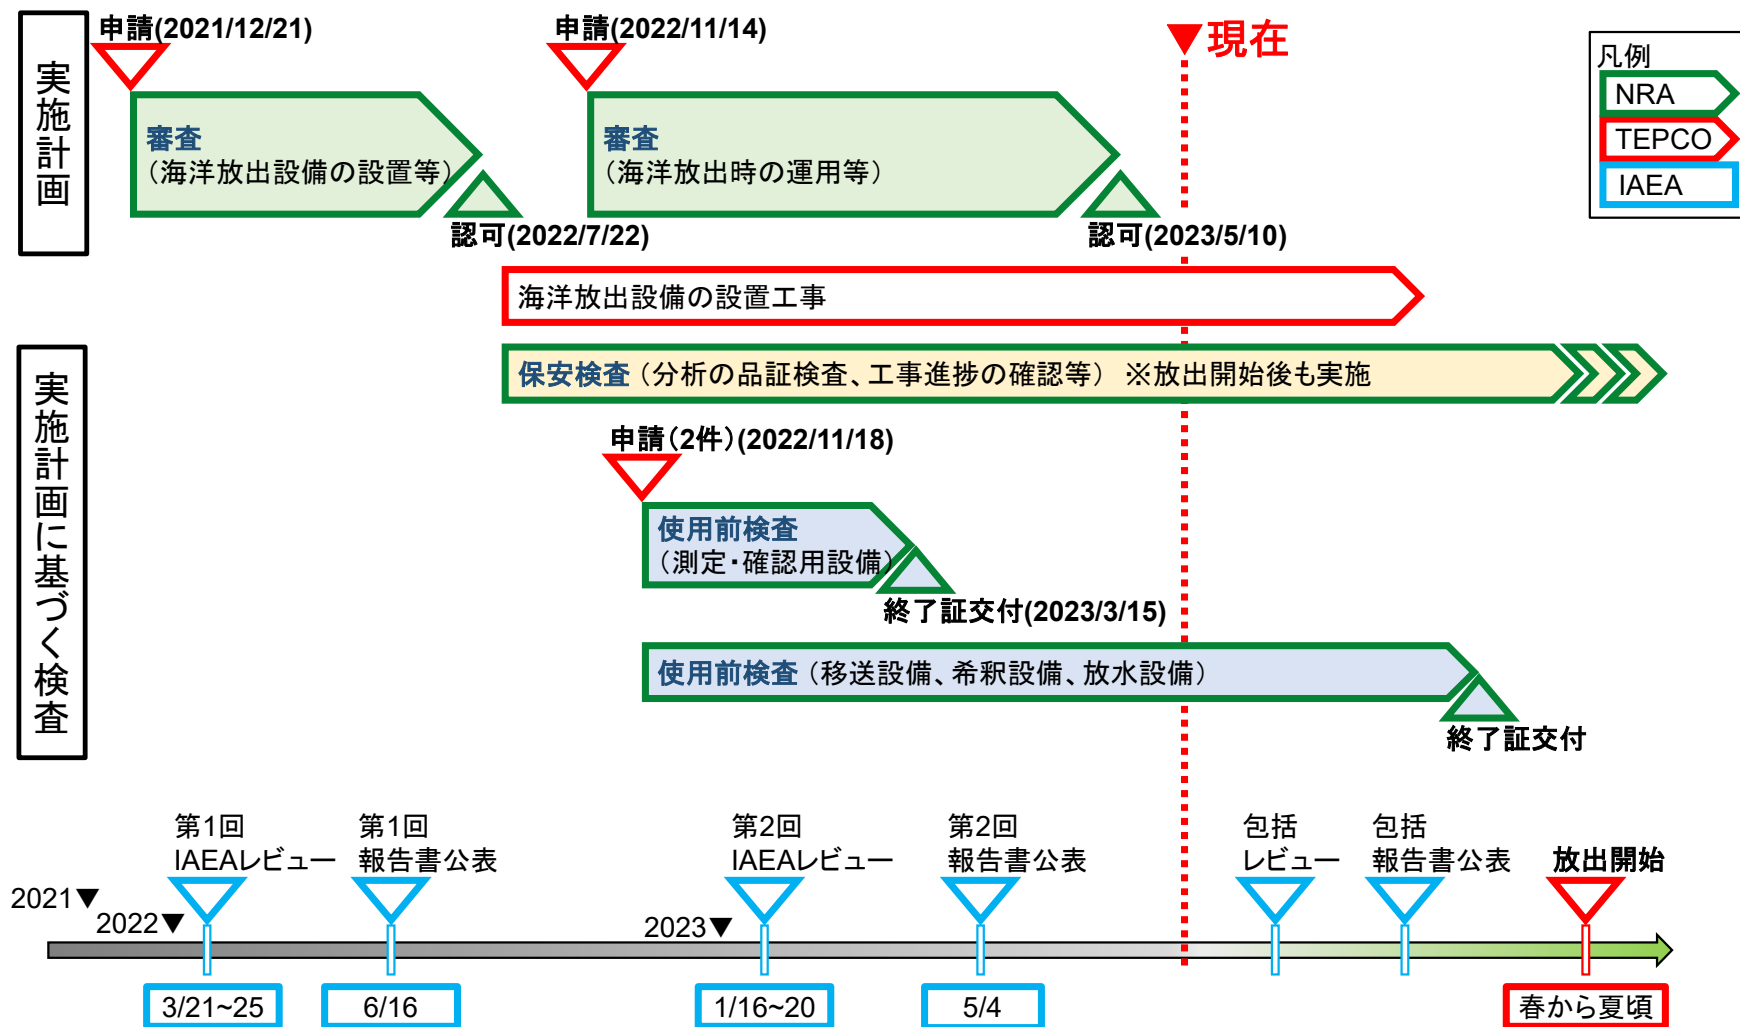 申請(2021/12/21)
申請(2022/11/14)
▼現在
凡例
NRA
TEPCO
IAEA
実施計画
審査
（海洋放出設備の設置等）
審査
（海洋放出時の運用等）
認可(2022/7/22)
認可(2023/5/10)
海洋放出設備の設置工事
実施計画に基づく検査
保安検査（分析の品証検査、工事進捗の確認等） ※放出開始後も実施
申請（2件）(2022/11/18)
使用前検査
（測定・確認用設備）
終了証交付(2023/3/15)
使用前検査（移送設備、希釈設備、放水設備）
終了証交付
第1回
IAEAレビュー
第1回
報告書公表
第2回
IAEAレビュー
第2回
報告書公表
包括
レビュー
包括
報告書公表
放出開始
2021▼
2022▼
2023▼
3/21~25
6/16
1/16~20
5/4
春から夏頃